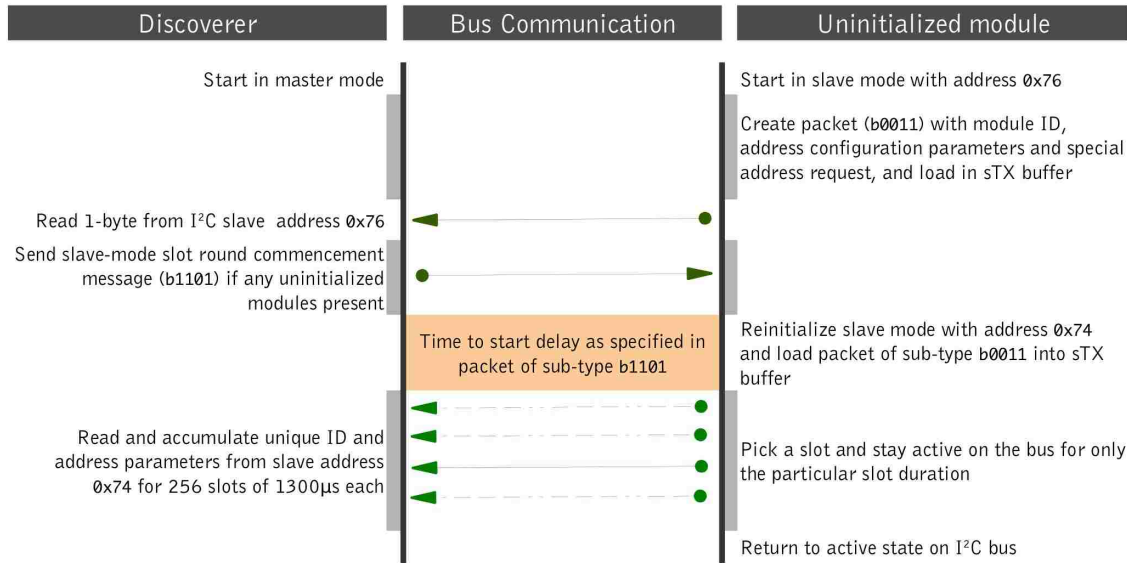 Discoverer
Bus Communication
Uninitialized module
Start in master mode
Start in slave mode with address 0x76
Create packet (b0011) with module ID,
address configuration parameters and special
address request, and load in sTX buffer
Read 1-byte from I²C slave address 0x76
Send slave-mode slot round commencement
message (b1101) if any uninitialized
modules present
Time to start delay as specified in
packet of sub-type b1101
Reinitialize slave mode with address 0x74
and load packet of sub-type b0011 into sTX
buffer
Read and accumulate unique ID and
address parameters from slave address
0x74 for 256 slots of 1300μs each
Pick a slot and stay active on the bus for only
the particular slot duration
Return to active state on I²C bus